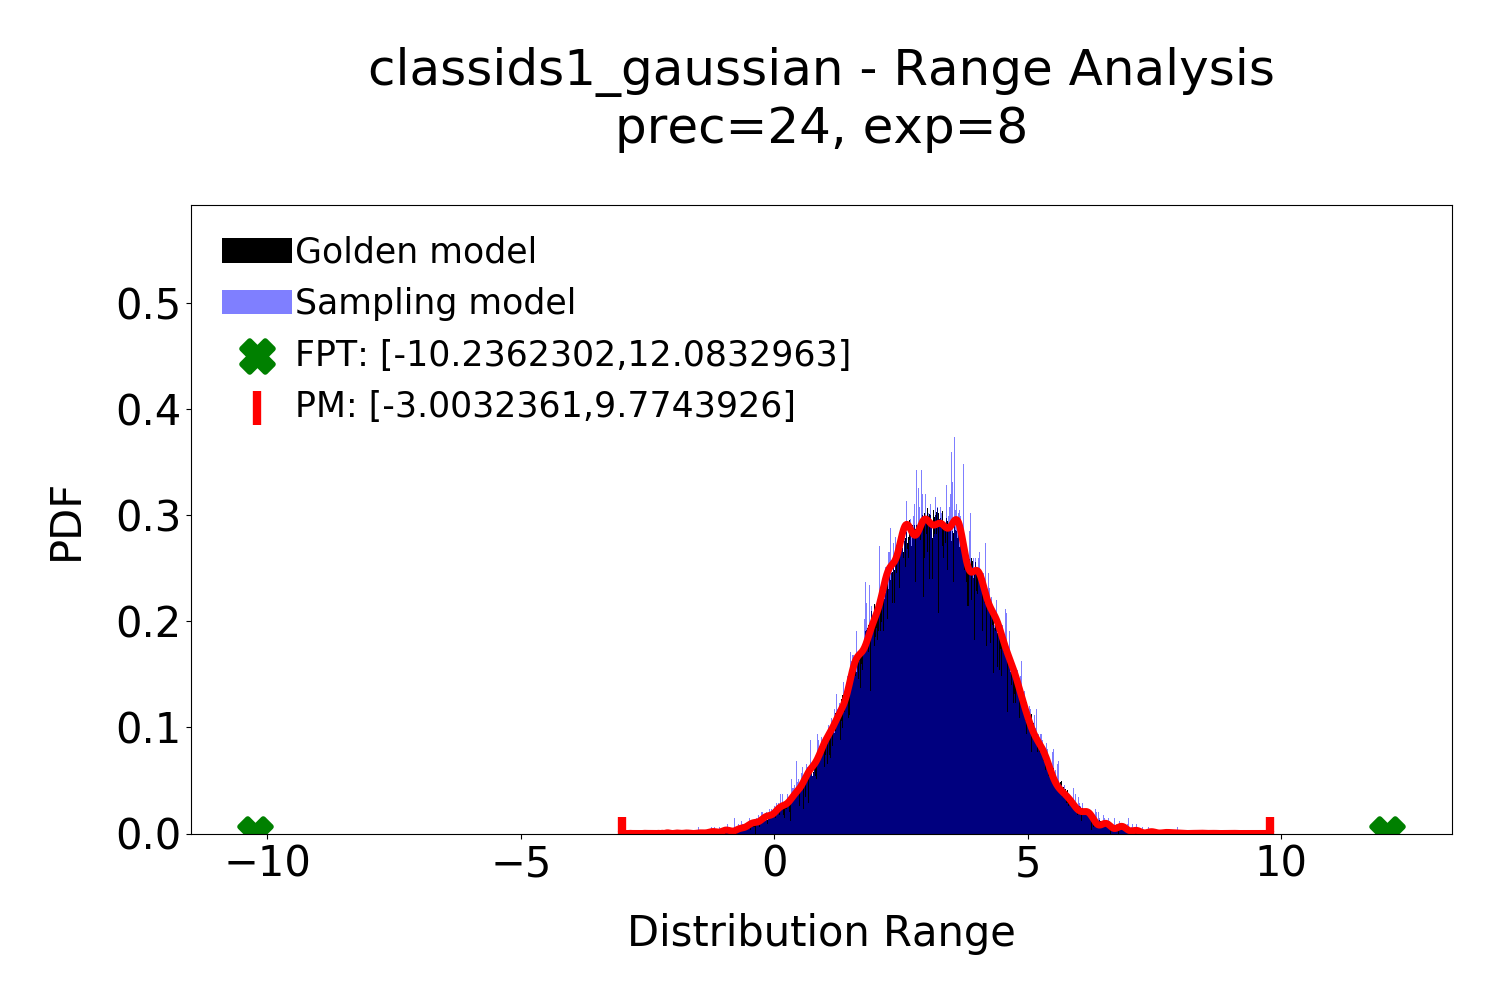 classids1_gaussian - Range Analysis
prec=24, exp=8
Golden model
Sampling model
FPT: [-10.2362302,12.0832963]
PM: [-3.0032361,9.7743926]
PDF
0.5
0.4
0.3
0.2
0.1
0.0
−10
−5
0
5
10
Distribution Range